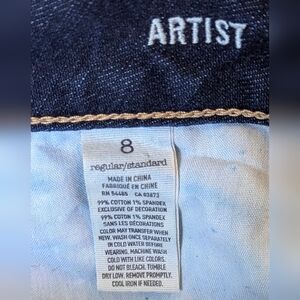 ARTIST
8
regular/standard
MADE IN CHINA
FABRIQUÉ EN CHINE
RN 54485 CA 03873
99% COTTON 1% SPANDEX
EXCLUSIVE OF DECORATION
99% COTON 1% SPANDEX
SANS LES DÉCORATIONS
COLOR MAY TRANSFER WHEN
NEW. WASH ONCE SEPARATELY
IN COLD WATER BEFORE
WEARING. MACHINE WASH
COLD WITH LIKE COLORS.
DO NOT BLEACH. TUMBLE
DRY LOW. REMOVE PROMPTLY.
COOL IRON IF NEEDED.